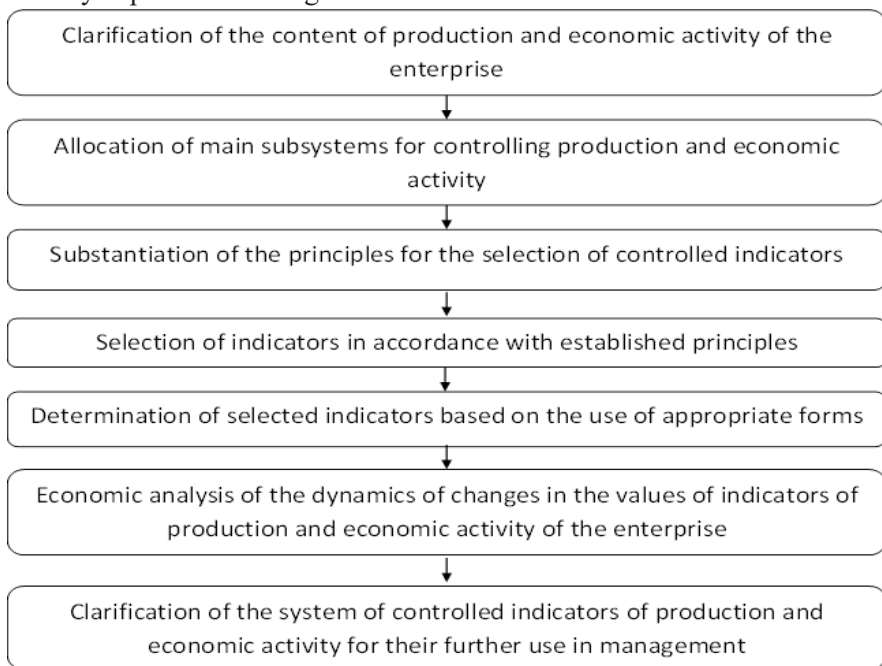 Clarification of the content of production and economic activity of the
enterprise
Allocation of main subsystems for controlling production and economic
activity
Substantiation of the principles for the selection of controlled indicators
Selection of indicators in accordance with established principles
Determination of selected indicators based on the use of appropriate forms
Economic analysis of the dynamics of changes in the values of indicators of
production and economic activity of the enterprise
Clarification of the system of controlled indicators of production and
economic activity for their further use in management